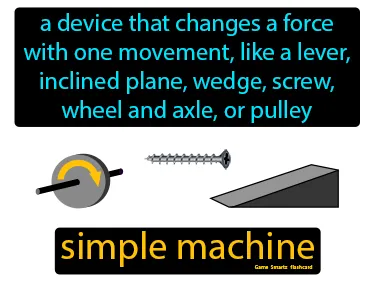 a device that changes a force
with one movement, like a lever,
inclined plane, wedge, screw,
wheel and axle, or pulley
simple machine
Game Smartz flashcard